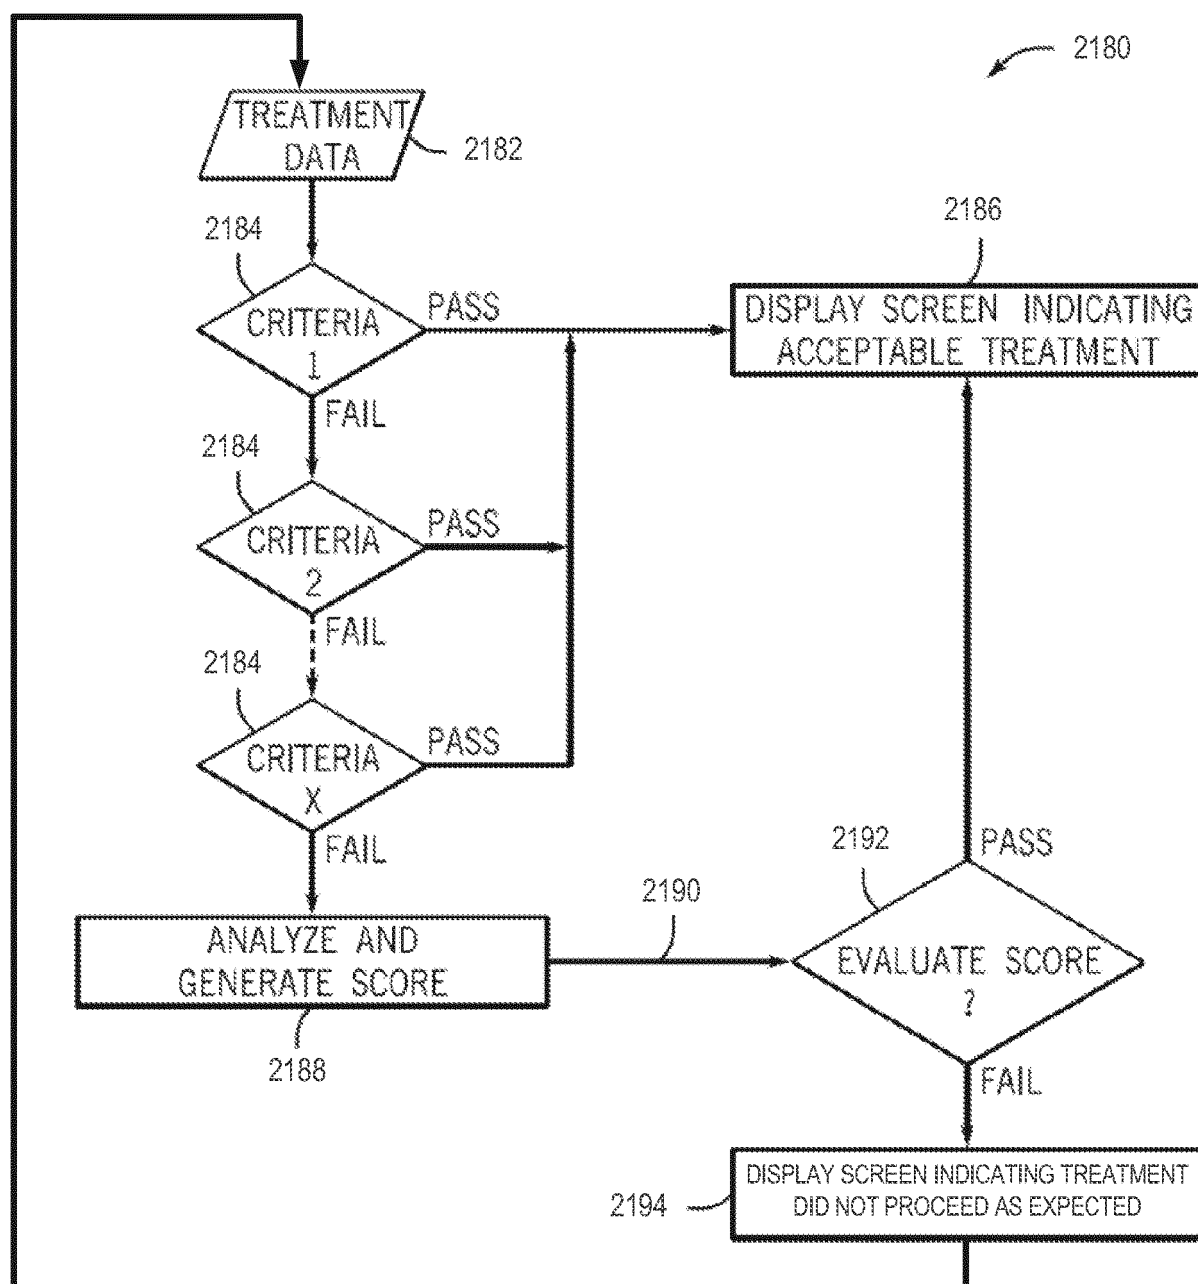 2180
TREATMENT
DATA
2182
2184
CRITERIA
1
PASS
FAIL
2186
DISPLAY SCREEN INDICATING
ACCEPTABLE TREATMENT
2184
CRITERIA
2
PASS
FAIL
2184
CRITERIA
X
PASS
FAIL
ANALYZE AND
GENERATE SCORE
2188
2190
2192
PASS
EVALUATE SCORE
?
FAIL
DISPLAY SCREEN INDICATING TREATMENT
DID NOT PROCEED AS EXPECTED
2194